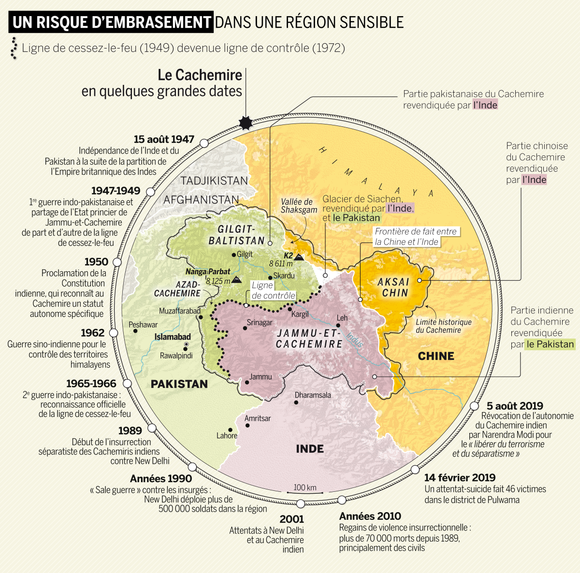 UN RISQUE D'EMBRASEMENT DANS UNE RÉGION SENSIBLE
Ligne de cessez-le-feu (1949) devenue ligne de contrôle (1972)
Le Cachemire
en quelques grandes dates
15 août 1947
Indépendance de l'Inde et du
Pakistan à la suite de la partition de
l'Empire britannique des Indes
1947-1949
1re guerre indo-pakistanaise et
partage de l'Etat princier de
Jammu-et-Cachemire
de part et d'autre de la ligne
de cessez-le-feu
1950
Proclamation de la
Constitution
indienne, qui reconnaît au
Cachemire un statut
autonome spécifique
1962
Guerre sino-indienne pour le
contrôle des territoires
himalayens
1965-1966
2e guerre indo-pakistanaise :
reconnaissance officielle
de la ligne de cessez-le-feu
1989
Début de l'insurrection
séparatiste des Cachemiris indiens
contre New Delhi
Années 1990
« Sale guerre » contre les insurgés :
New Delhi déploie plus de
500 000 soldats dans la région
2001
Attentats à New Delhi
et au Cachemire
indien
Années 2010
Regains de violence insurrectionnelle :
plus de 70 000 morts depuis 1989,
principalement des civils
14 février 2019
Un attentat-suicide fait 46 victimes
dans le district de Pulwama
5 août 2019
Révocation de l'autonomie
du Cachemire indien
par Narendra Modi pour
le « libérer du terrorisme
et du séparatisme »
Partie pakistanaise du Cachemire
revendiquée par l'Inde
Partie chinoise
du Cachemire
revendiquée
par l'Inde
Partie indienne
du Cachemire
revendiquée
par le Pakistan
HIMALAYA
TADJIKISTAN
AFGHANISTAN
Vallée de
Shaksgam
Glacier de Siachen,
revendiqué par l'Inde,
et le Pakistan
Frontière de fait entre
la Chine et l'Inde
GILGIT-
BALTISTAN
Gilgit
K2
8 611 m
Nanga Parbat
8 125 m
Skardu
AZAD-
CACHEMIRE
Ligne
de contrôle
AKSAI
CHIN
Muzaffarabad
Kargil
Leh
Limite historique
du Cachemire
Peshawar
Srinagar
JAMMU-ET-
CACHEMIRE
Indus
Islamabad
Rawalpindi
CHINE
PAKISTAN
Jammu
Dharamsala
Amritsar
Lahore
INDE
100 km